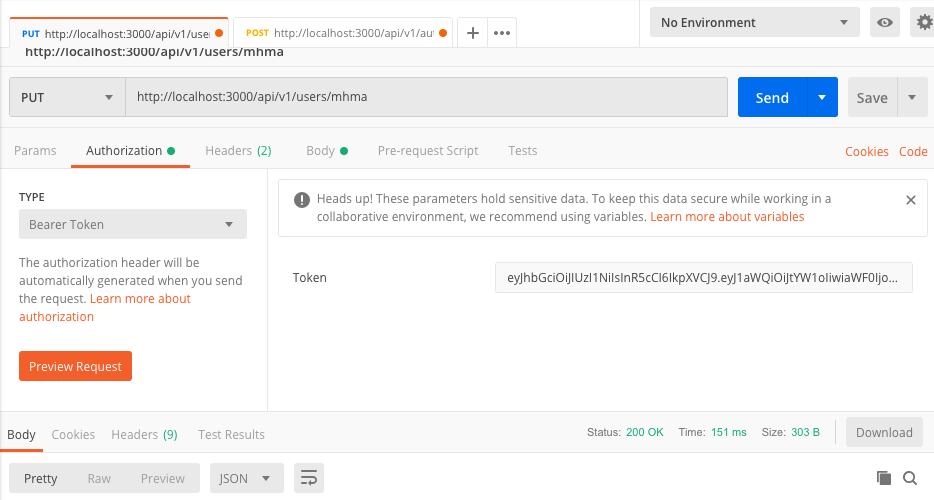 PUT http://localhost:3000/api/v1/user
POST http://localhost:3000/api/v1/au
+ •••
No Environment
http://localhost:3000/api/v1/users/mhma
PUT
http://localhost:3000/api/v1/users/mhma
Send
Save
Params
Authorization
Headers (2)
Body
Pre-request Script
Tests
Cookies
Code
TYPE
Bearer Token
The authorization header will be
automatically generated when you send
the request. Learn more about
authorization
Preview Request
Heads up! These parameters hold sensitive data. To keep this data secure while working in a
collaborative environment, we recommend using variables. Learn more about variables
Token
Body
Cookies
Headers (9)
Test Results
Status: 200 OK
Time: 151 ms
Size: 303 B
Download
Pretty
Raw
Preview
JSON